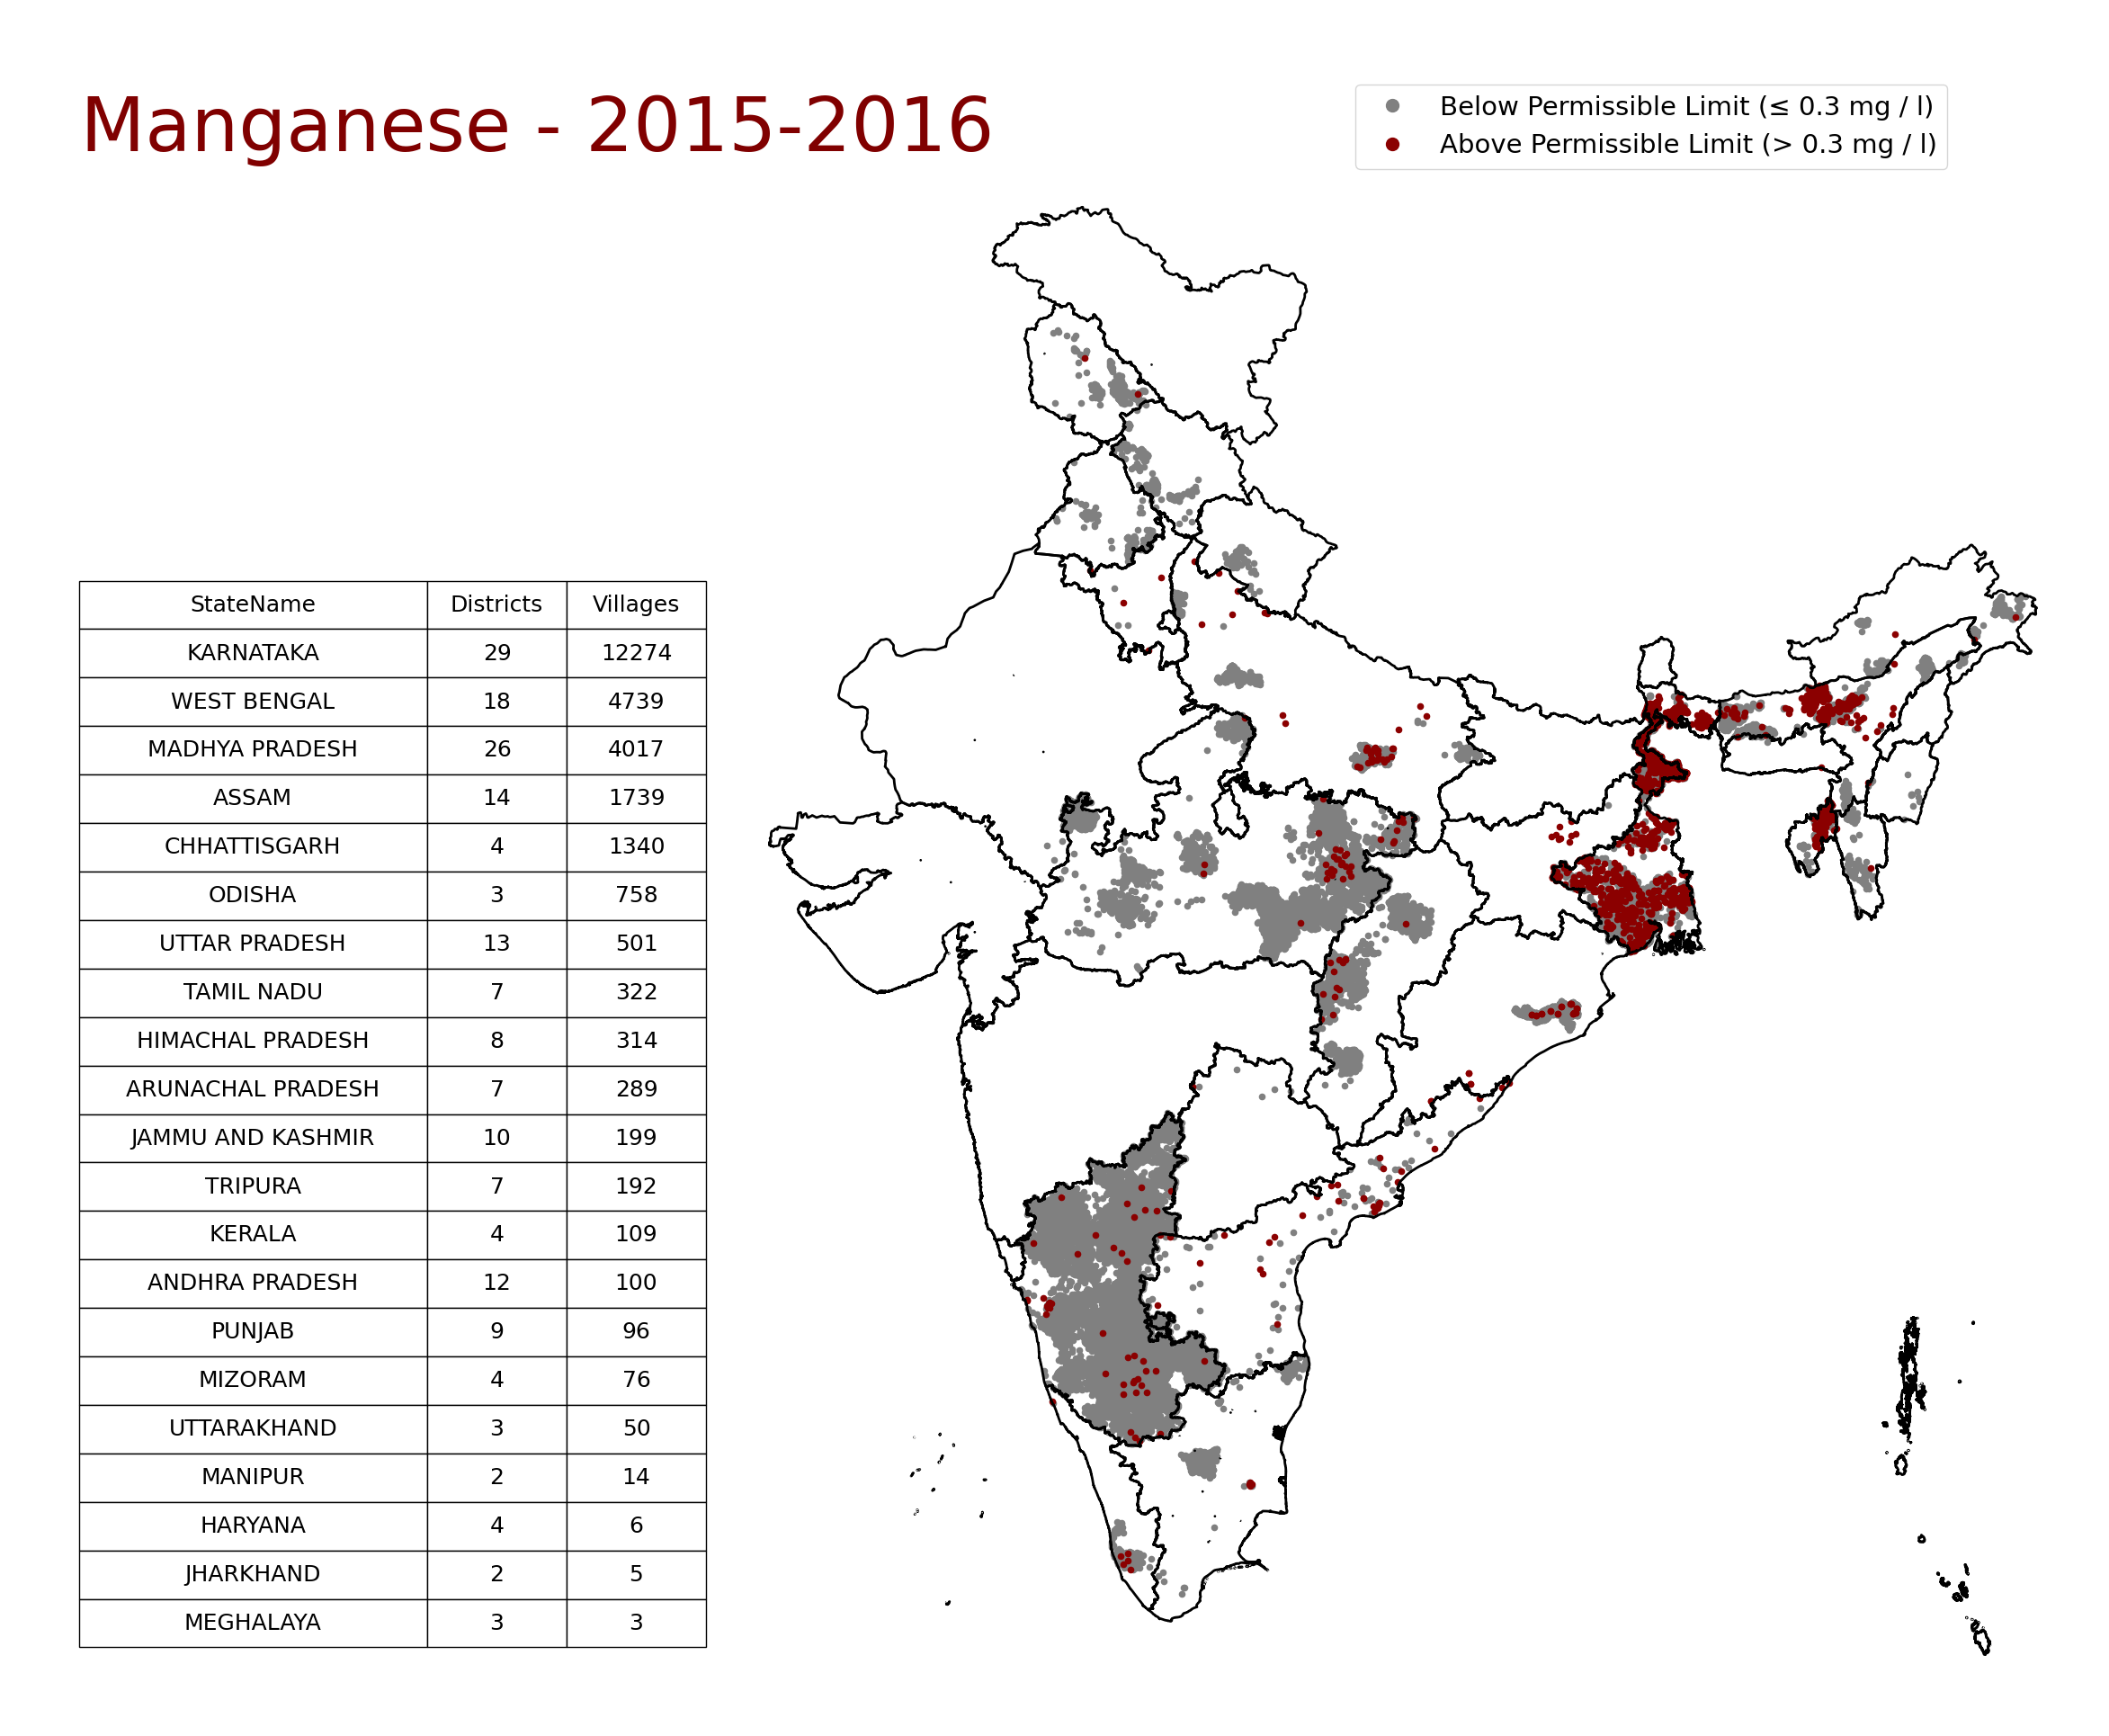 Manganese - 2015-2016
Below Permissible Limit (≤ 0.3 mg / l)
Above Permissible Limit (> 0.3 mg / l)
StateName Districts Villages
KARNATAKA 29 12274
WEST BENGAL 18 4739
MADHYA PRADESH 26 4017
ASSAM 14 1739
CHHATTISGARH 4 1340
ODISHA 3 758
UTTAR PRADESH 13 501
TAMIL NADU 7 322
HIMACHAL PRADESH 8 314
ARUNACHAL PRADESH 7 289
JAMMU AND KASHMIR 10 199
TRIPURA 7 192
KERALA 4 109
ANDHRA PRADESH 12 100
PUNJAB 9 96
MIZORAM 4 76
UTTARAKHAND 3 50
MANIPUR 2 14
HARYANA 4 6
JHARKHAND 2 5
MEGHALAYA 3 3